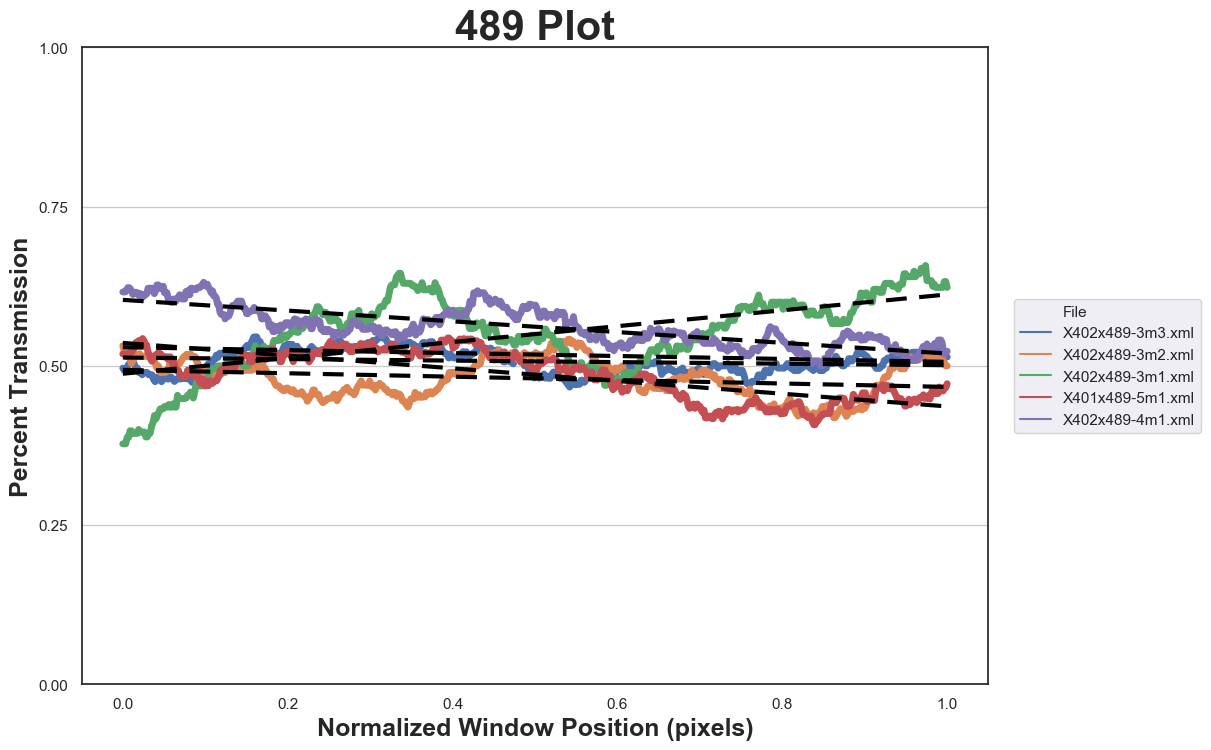 489 Plot
1.00
0.75
0.50
0.25
0.00
Percent Transmission
0.0 0.2 0.4 0.6 0.8 1.0
Normalized Window Position (pixels)
File
X402x489-3m3.xml
X402x489-3m2.xml
X402x489-3m1.xml
X401x489-5m1.xml
X402x489-4m1.xml